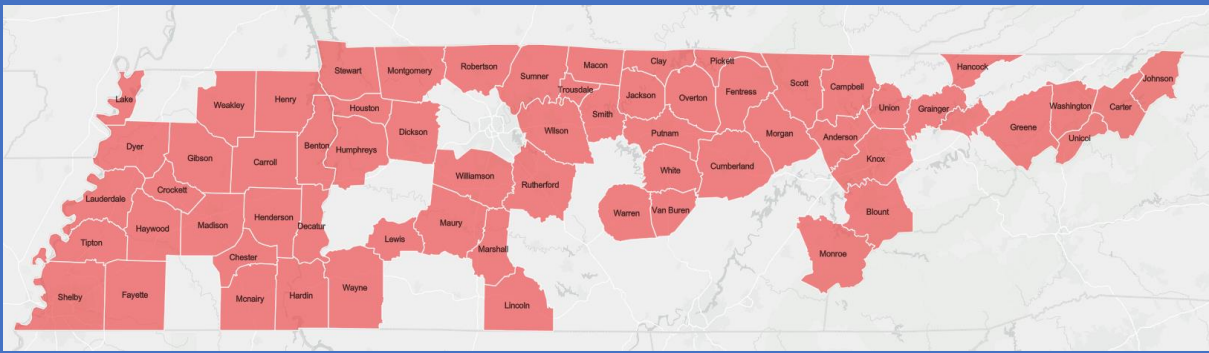 Stewart
Montgomery
Robertson
Sumner
Macon
Clay
Pickett
Trousdale
Lake
Weakley
Henry
Houston
Dickson
Wilson
Smith
Jackson
Overton
Fentress
Scott
Campbell
Hancock
Johnson
Union
Grainger
Washington
Carter
Greene
Unicoi
Dyer
Gibson
Carroll
Benton
Humphreys
Putnam
Morgan
Anderson
Knox
Williamson
Rutherford
White
Cumberland
Lauderdale
Crockett
Haywood
Madison
Henderson
Decatur
Maury
Warren
Van Buren
Blount
Tipton
Chester
Lewis
Marshall
Monroe
Shelby
Fayette
Mcnairy
Hardin
Wayne
Lincoln